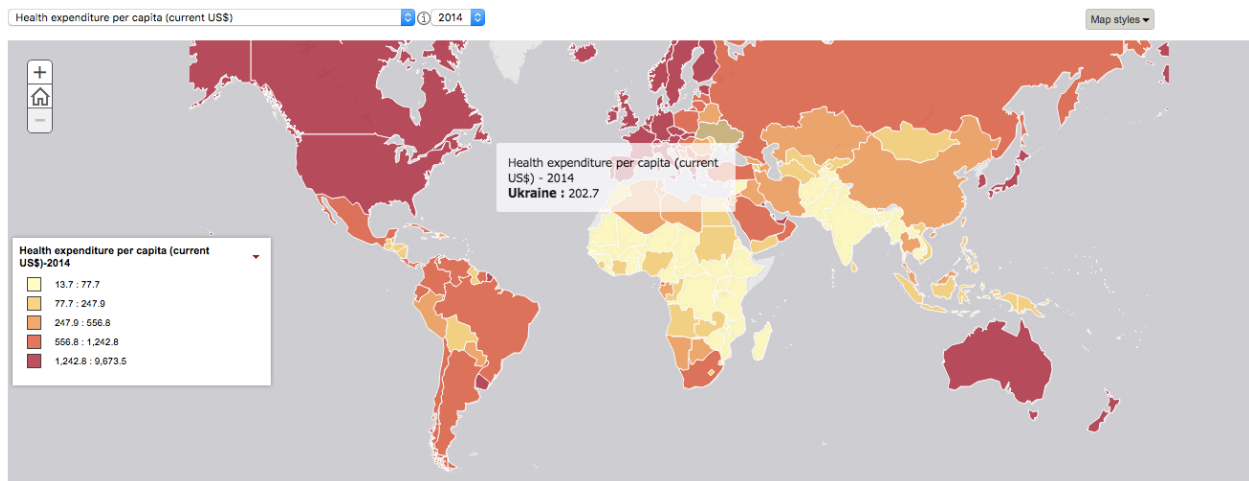 Health expenditure per capita (current US$) i 2014 Map styles
+
−
Health expenditure per capita (current
US$) - 2014
Ukraine : 202.7
Health expenditure per capita (current
US$)-2014
13.7 : 77.7
77.7 : 247.9
247.9 : 556.8
556.8 : 1,242.8
1,242.8 : 9,673.5